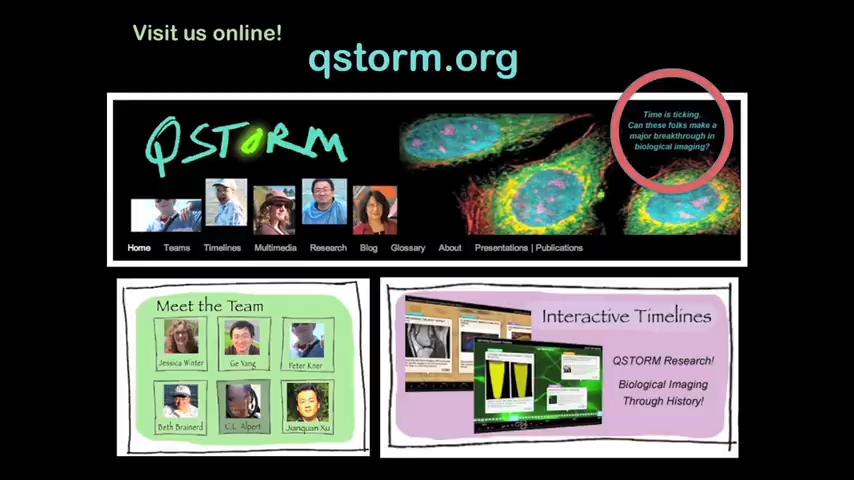 Visit us online!
qstorm.org
Time is ticking.
Can these folks make a
major breakthrough in
biological imaging?
QSTORM
Home Teams Timelines Multimedia Research Blog Glossary About Presentations | Publications
Meet the Team
Jessica Winter Ge Yang Peter Kner
Beth Brainerd C.L. Alpert Jianquan Xu
Interactive Timelines
QSTORM Research!
Biological Imaging
Through History!